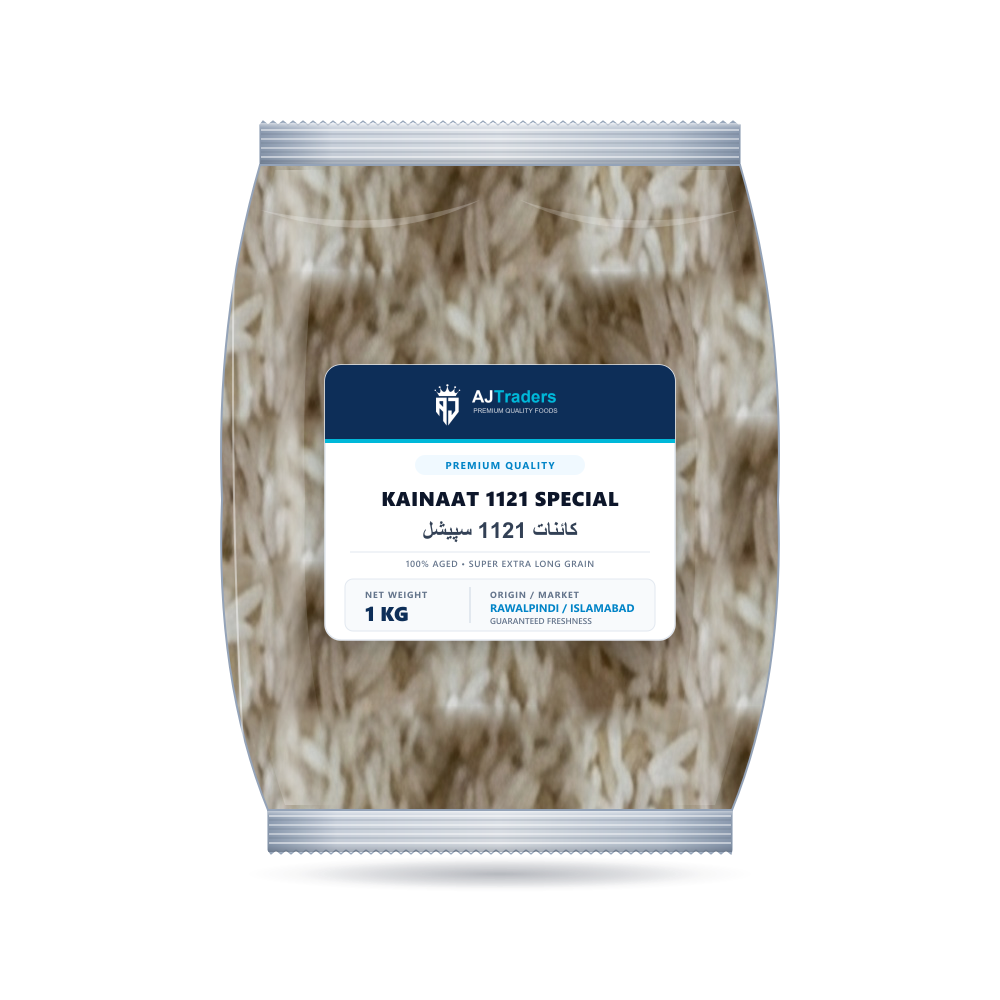 AJTraders
PREMIUM QUALITY FOODS
PREMIUM QUALITY
KAINAAT 1121 SPECIAL
کائنات 1121 سپیشل
100% AGED • SUPER EXTRA LONG GRAIN
NET WEIGHT
1 KG
ORIGIN / MARKET
RAWALPINDI / ISLAMABAD
GUARANTEED FRESHNESS